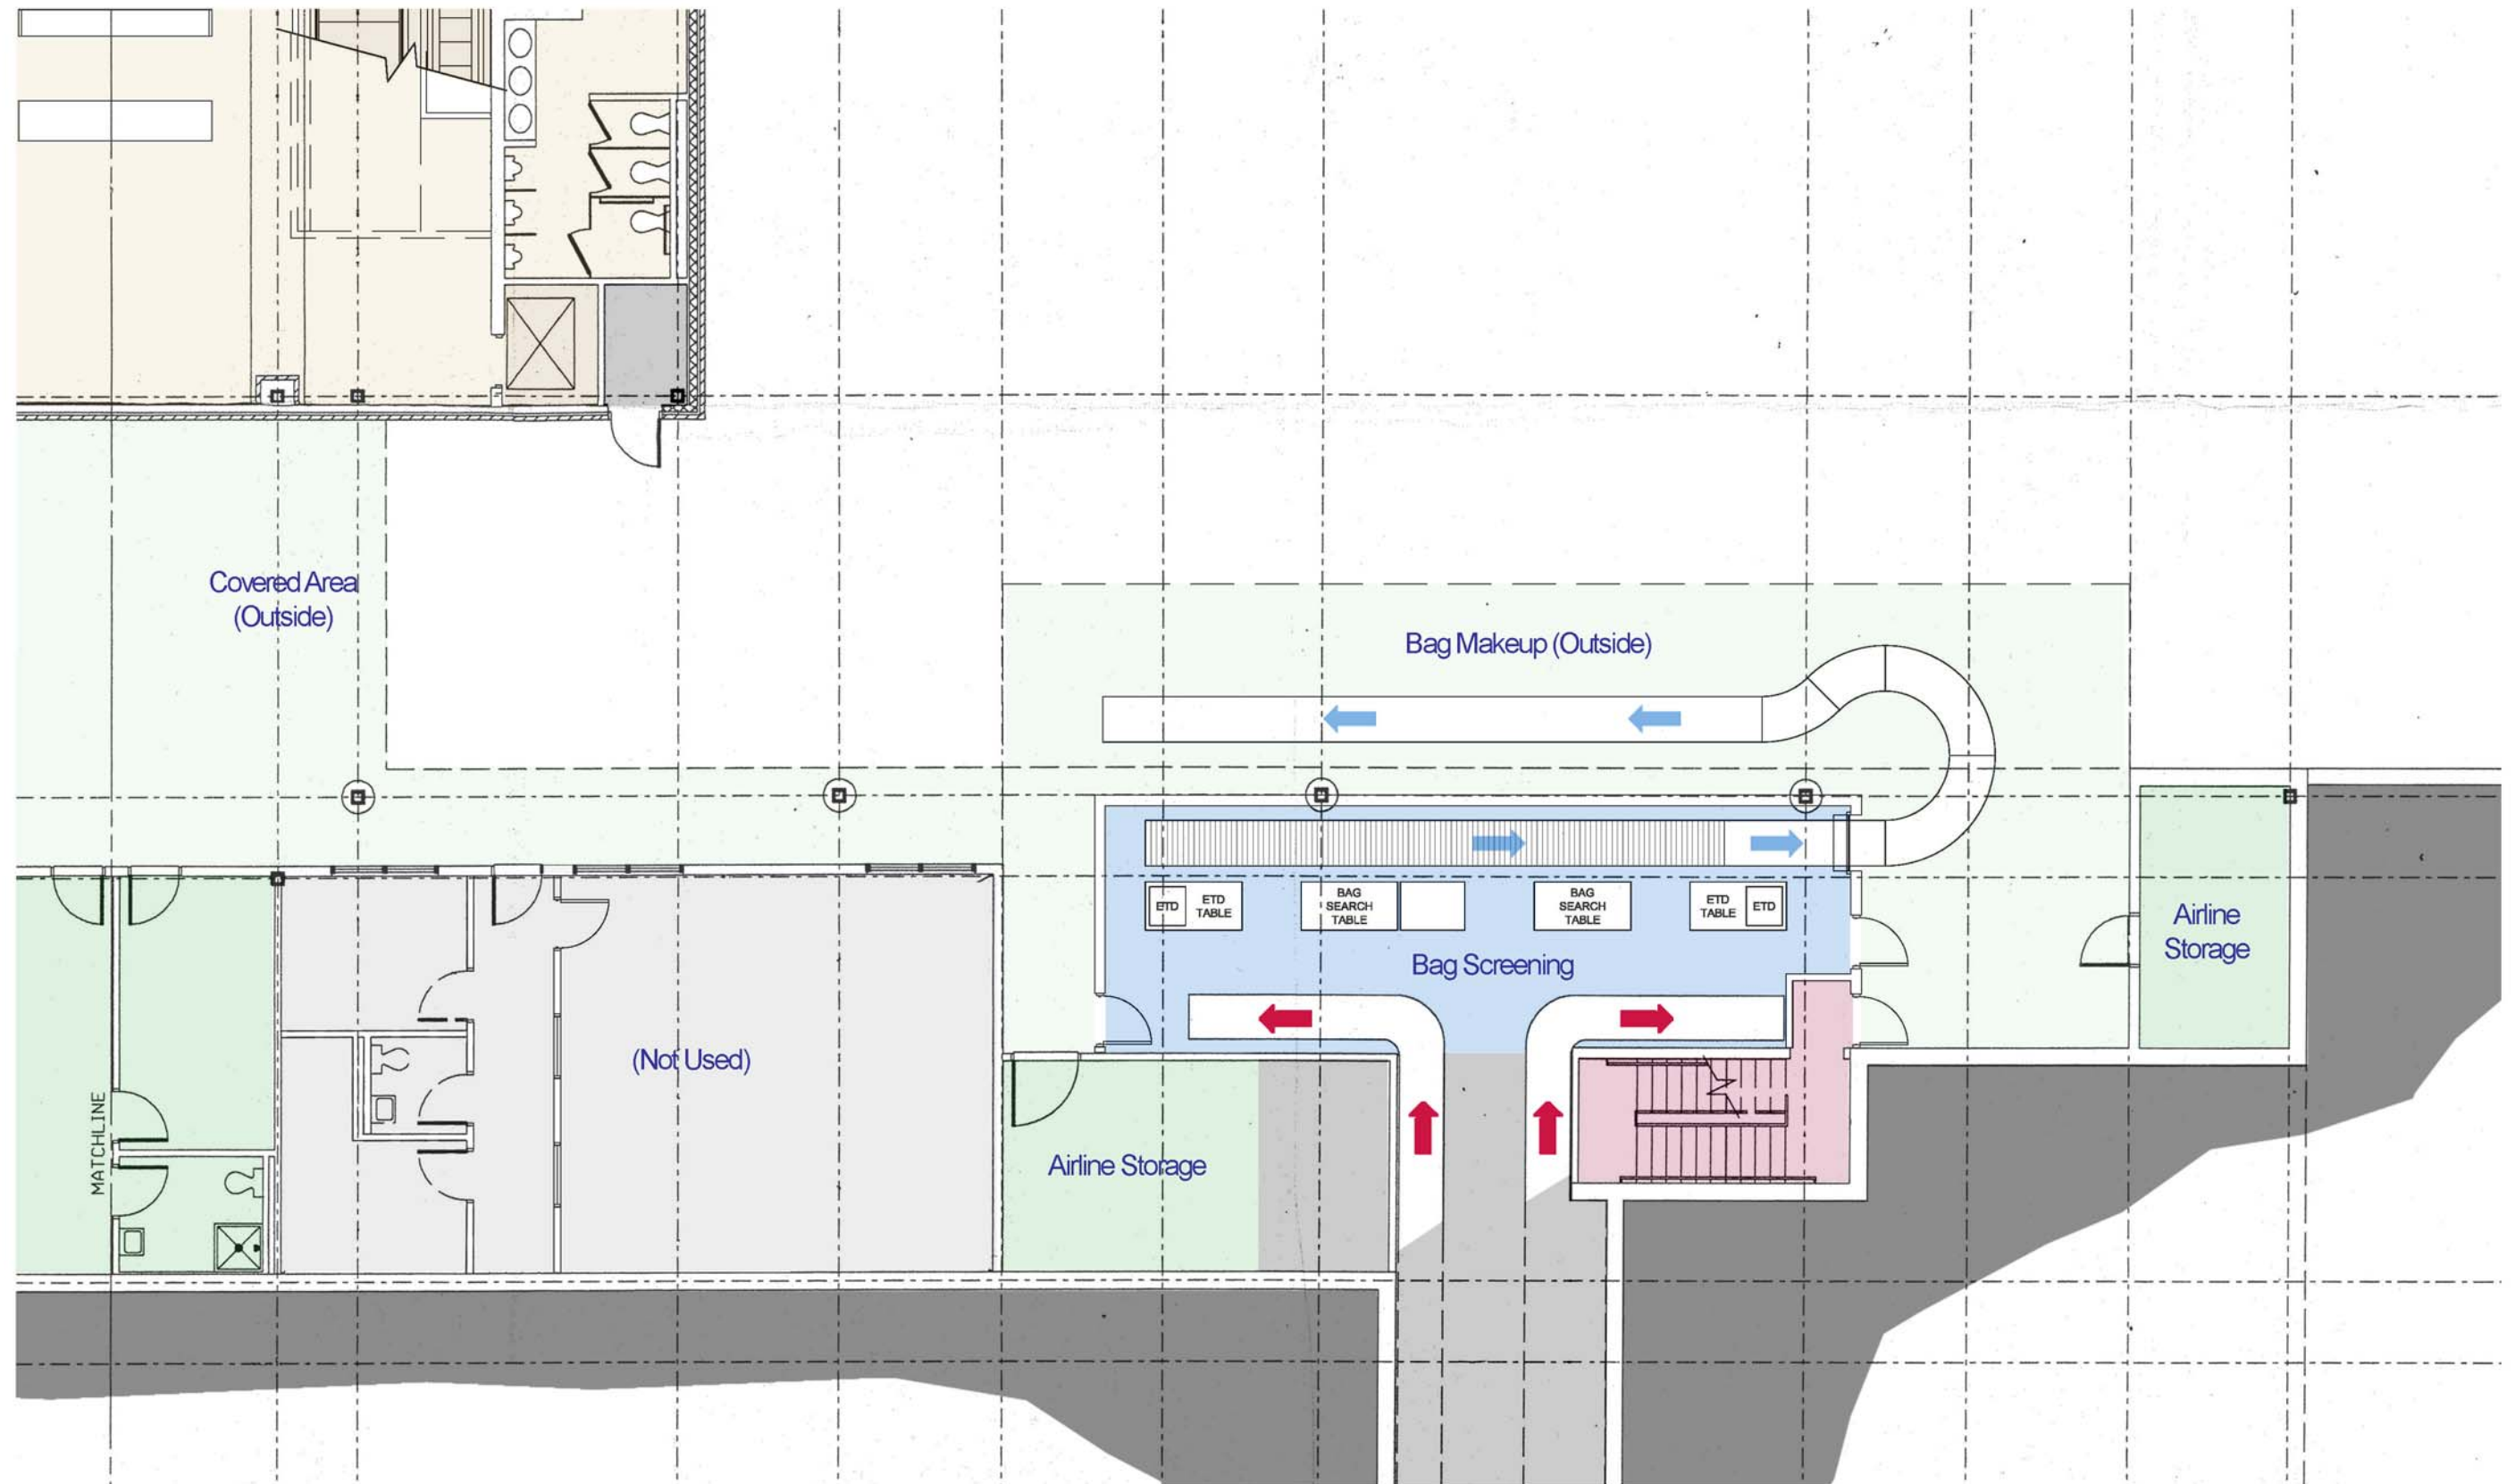 Covered Area
(Outside)
Bag Makeup (Outside)
ETD
ETD
TABLE
BAG
SEARCH
TABLE
BAG
SEARCH
TABLE
ETD
TABLE
ETD
Bag Screening
Airline
Storage
(Not Used)
MATCHLINE
Airline Storage